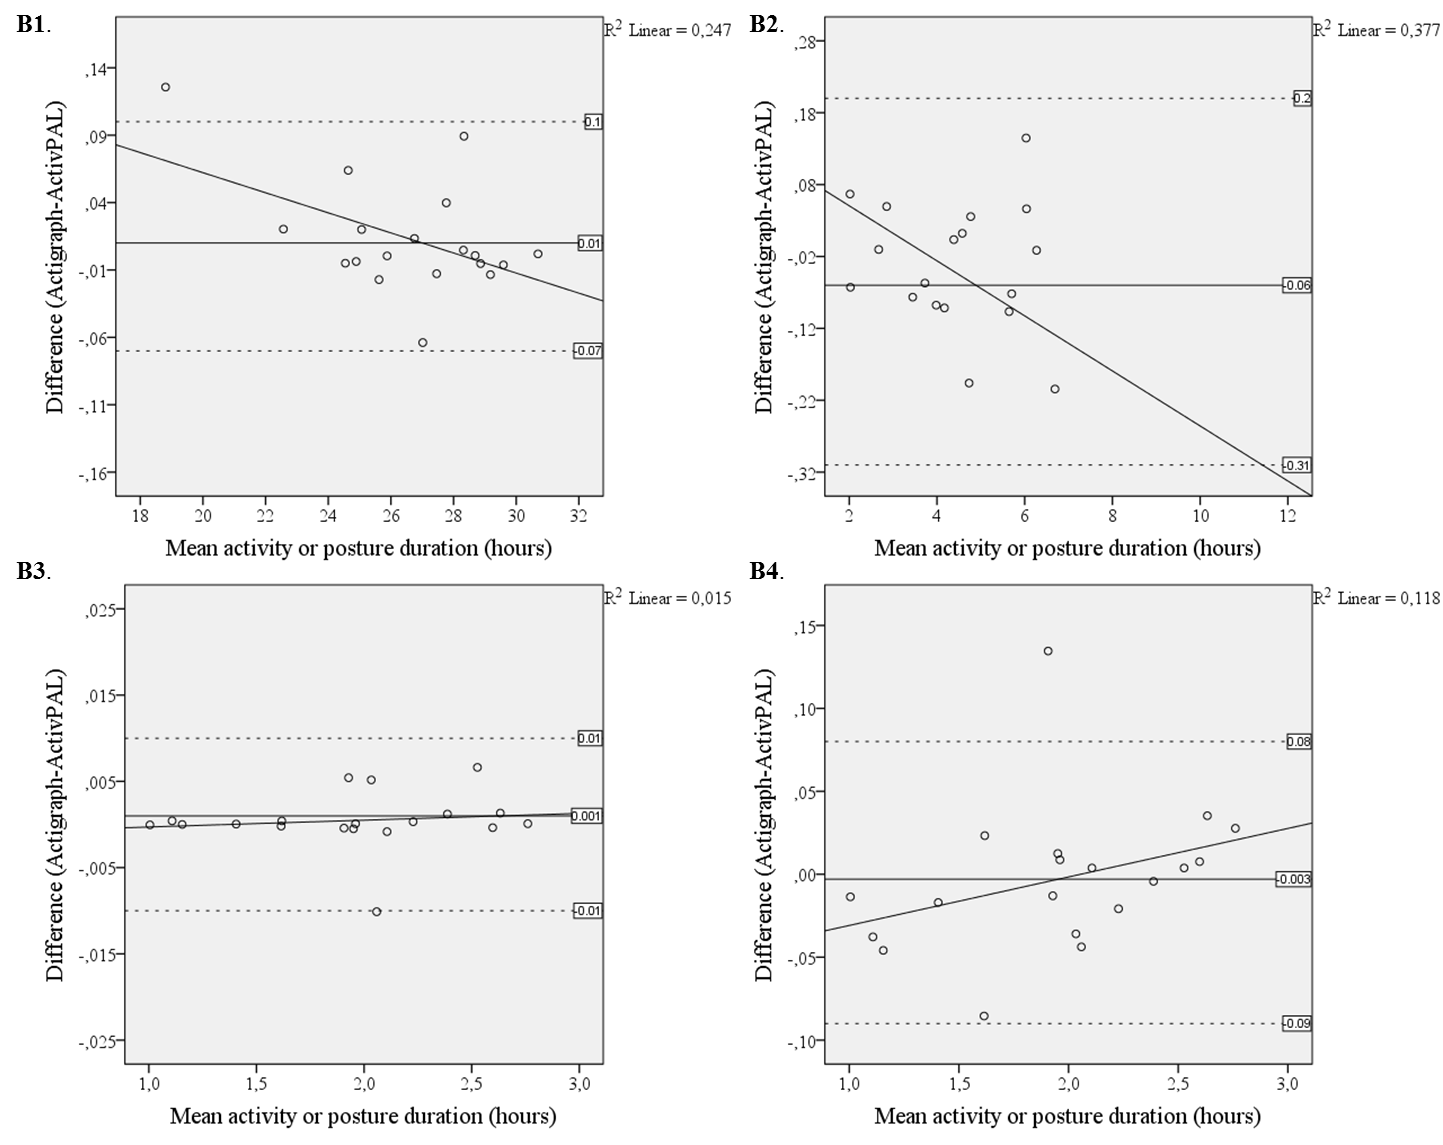 B1.
R2 Linear = 0,247
,14
,09
,04
-,01
-,06
-,11
-,16
0.1
0.01
-0.07
Difference (Actigraph-ActivPAL)
18 20 22 24 26 28 30 32
Mean activity or posture duration (hours)
B2.
R2 Linear = 0,377
,28
,18
,08
-,02
-,12
-,22
-,32
0.2
-0.06
-0.31
Difference (Actigraph-ActivPAL)
2 4 6 8 10 12
Mean activity or posture duration (hours)
B3.
R2 Linear = 0,015
,025
,015
,005
-,005
-,015
-,025
0.01
0.001
-0.01
Difference (Actigraph-ActivPAL)
1,0 1,5 2,0 2,5 3,0
Mean activity or posture duration (hours)
B4.
R2 Linear = 0,118
,15
,10
,05
,00
-,05
-,10
0.08
-0.003
-0.09
Difference (Actigraph-ActivPAL)
1,0 1,5 2,0 2,5 3,0
Mean activity or posture duration (hours)